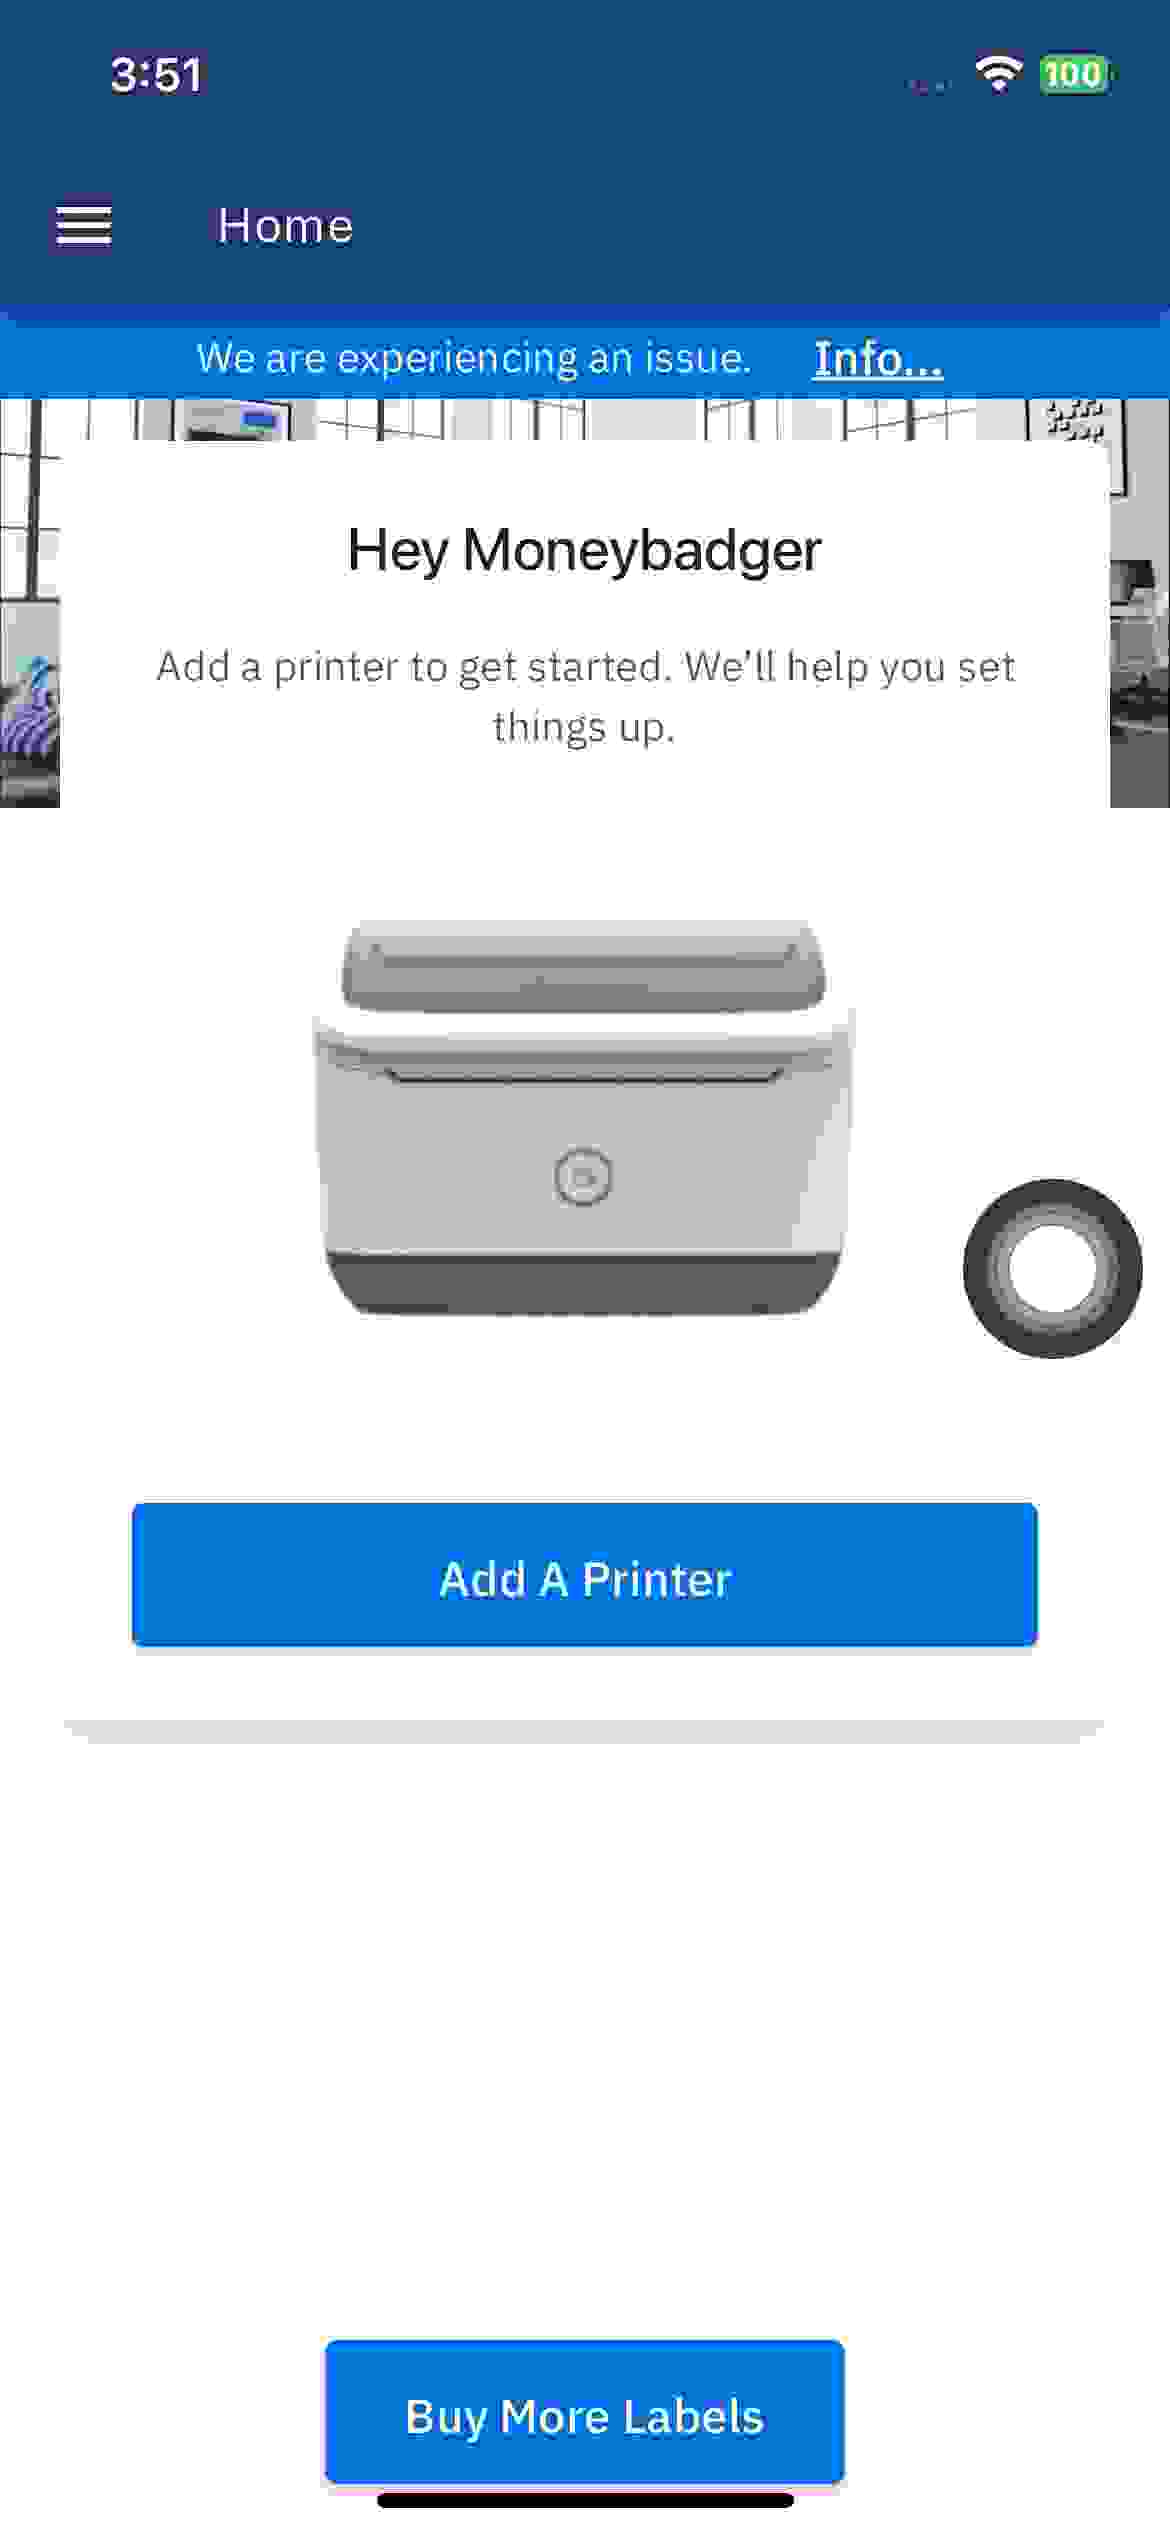 3:51
100
Home
We are experiencing an issue. Info...
Hey Moneybadger
Add a printer to get started. We'll help you set
things up.
Add A Printer
Buy More Labels